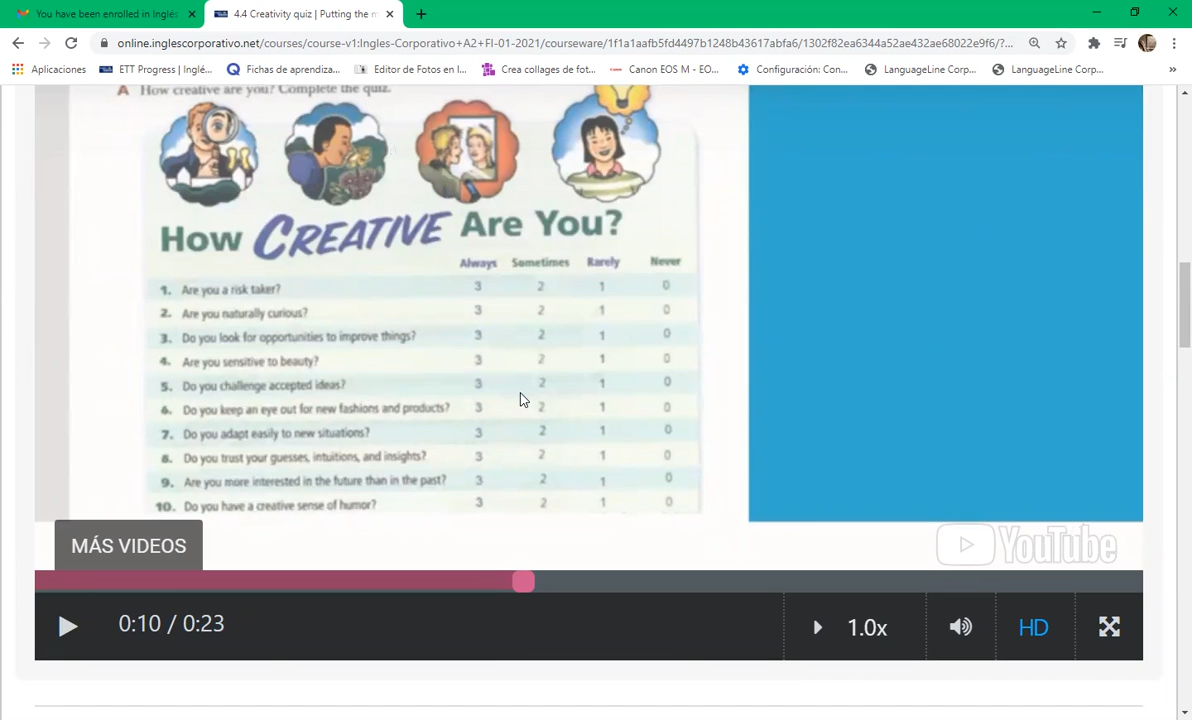 You have been enrolled in Inglés
4.4 Creativity quiz | Putting the m
online.inglescorporativo.net/courses/course-v1:Ingles-Corporativo+A2+FI-01-2021/courseware/1f1a1aafb5fd4497b1248b43617abfa6/1302f82ea6344a52ae432ae68022e9f6/?...
Aplicaciones ETT Progress | Inglé... Fichas de aprendiza... Editor de Fotos en l... Crea collages de fot... Canon EOS M - EO... Configuración: Con... LanguageLine Corp... LanguageLine Corp... »
A How creative are you? Complete the quiz.
How CREATIVE Are You?
Always Sometimes Rarely Never
1. Are you a risk taker? 3 2 1 0
2. Are you naturally curious? 3 2 1 0
3. Do you look for opportunities to improve things? 3 2 1 0
4. Are you sensitive to beauty? 3 2 1 0
5. Do you challenge accepted ideas? 3 2 1 0
6. Do you keep an eye out for new fashions and products? 3 2 1 0
7. Do you adapt easily to new situations? 3 2 1 0
8. Do you trust your guesses, intuitions, and insights? 3 2 1 0
9. Are you more interested in the future than in the past? 3 2 1 0
10. Do you have a creative sense of humor? 3 2 1 0
MÁS VIDEOS
YouTube
0:10 / 0:23
1.0x
HD